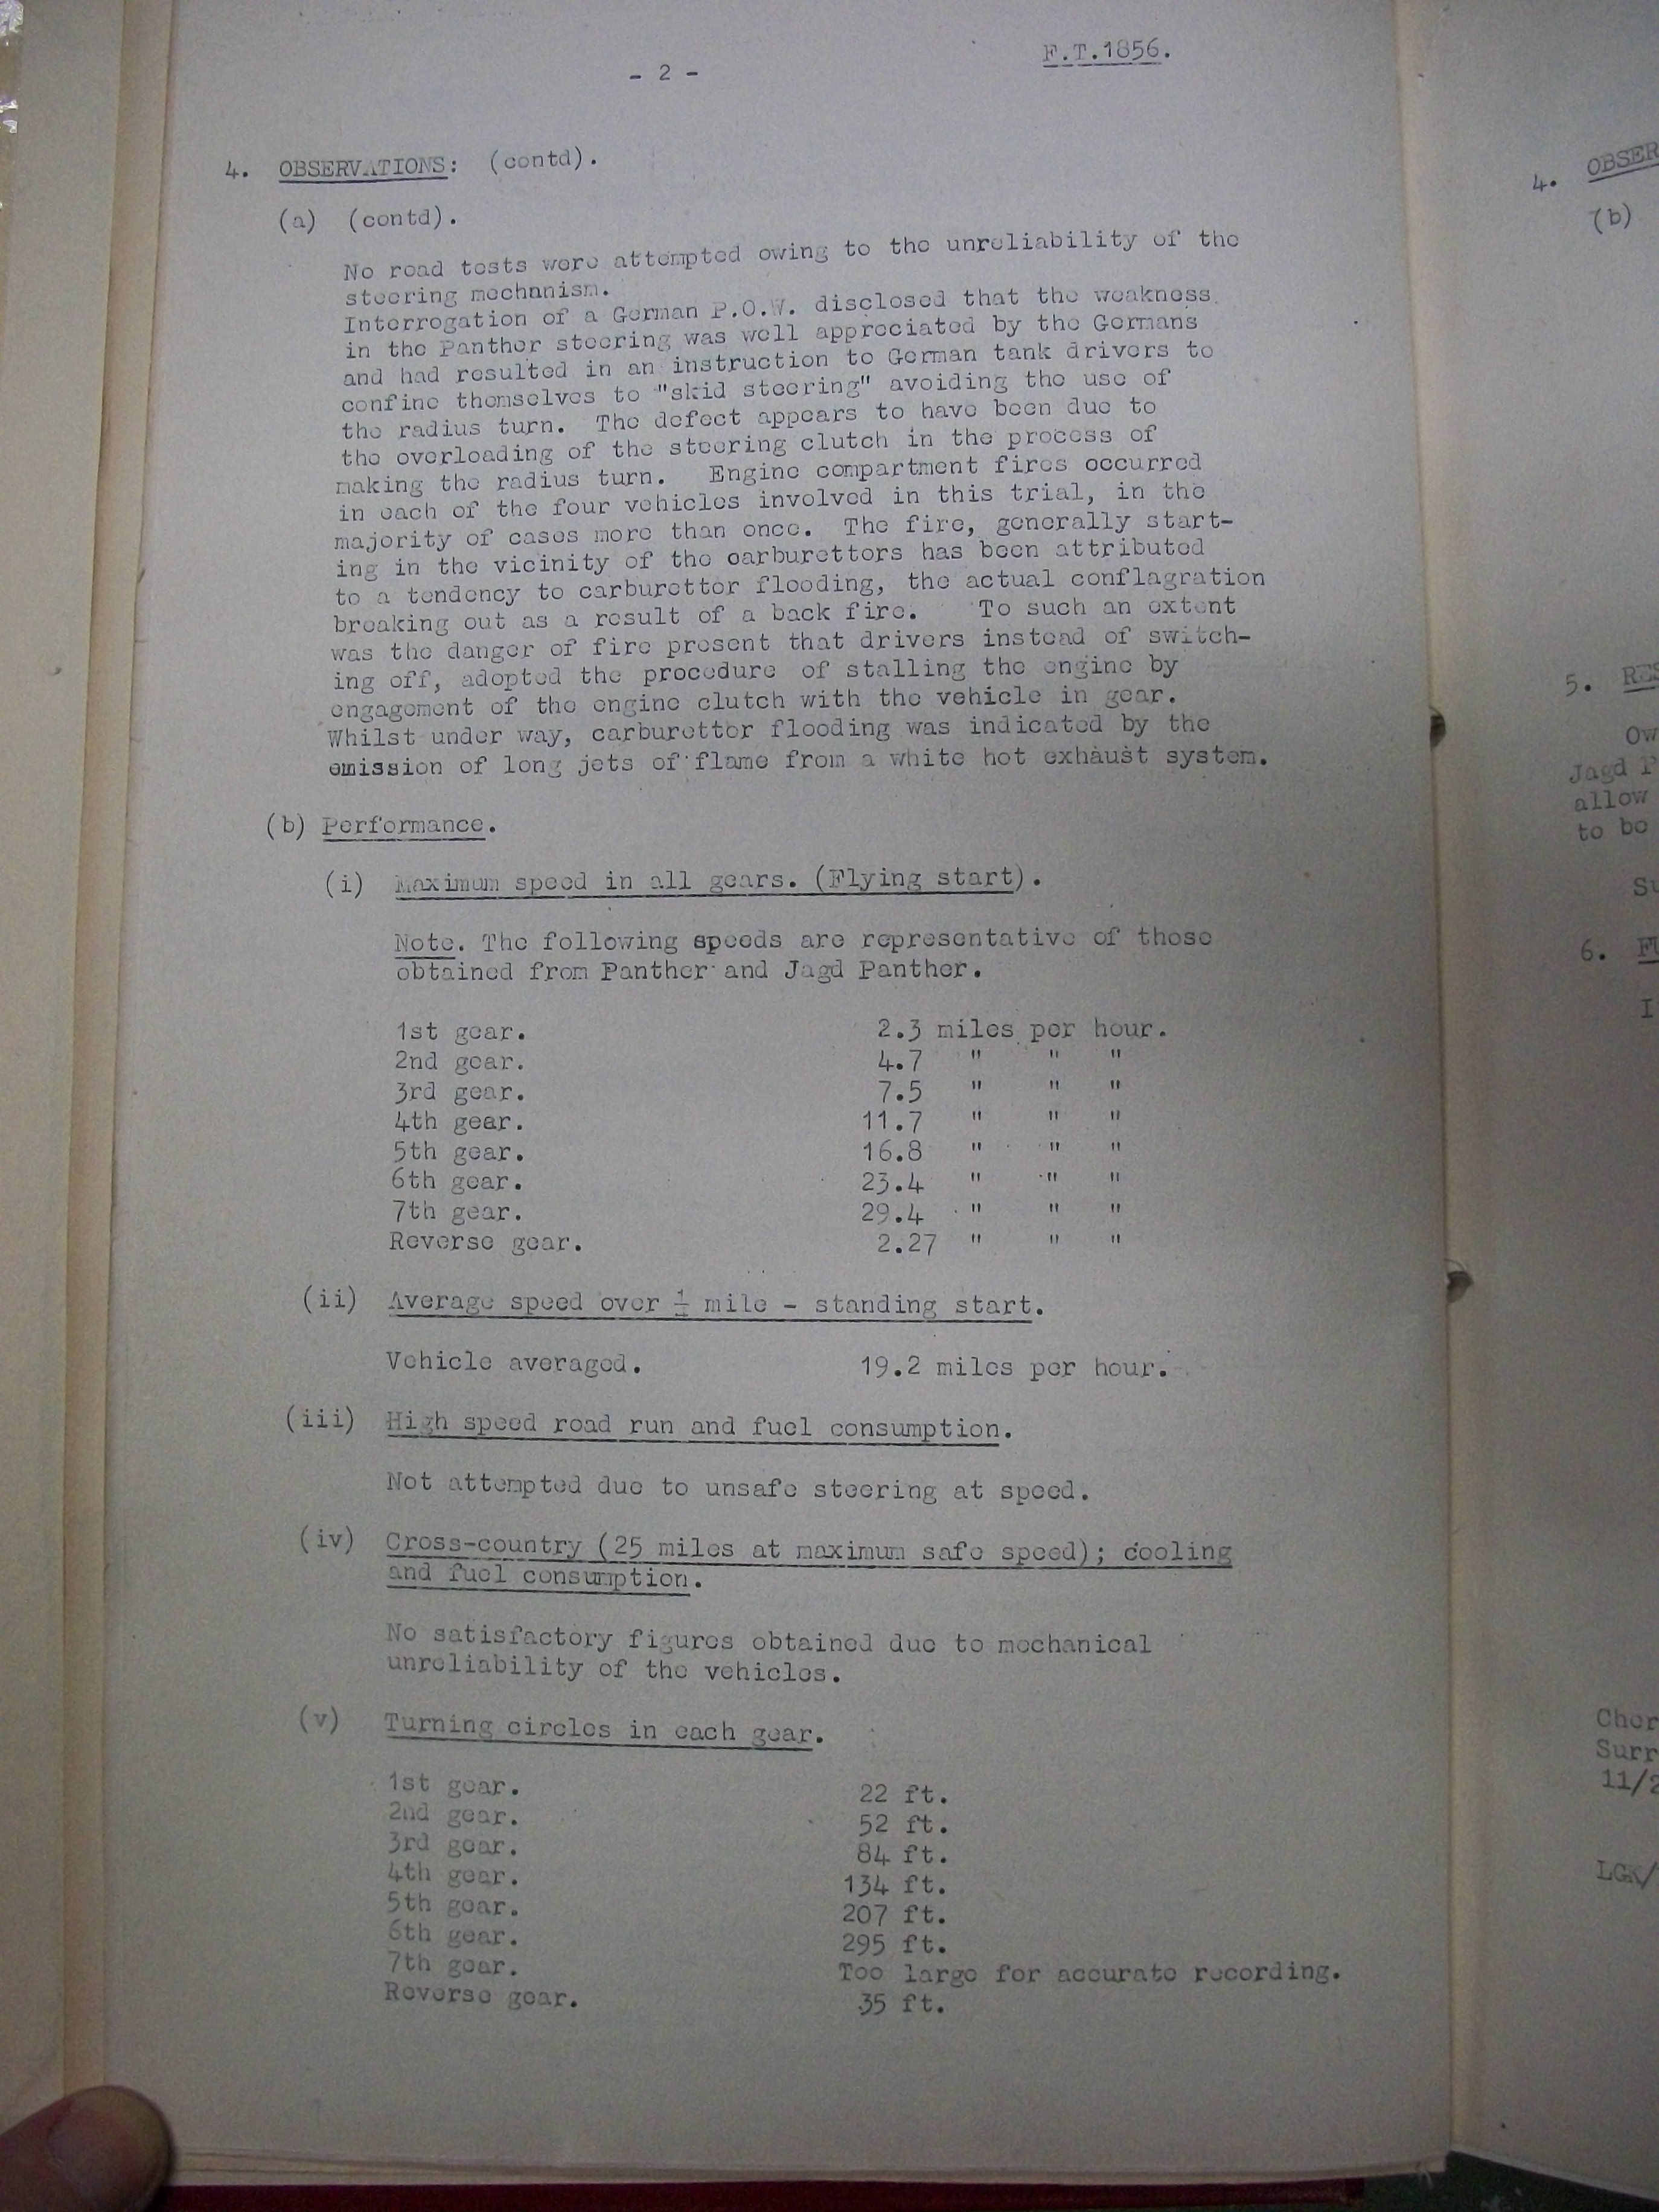 F.T.1856.
- 2 -
4. OBSERVATIONS: (contd).
(a) (contd).
No road tests were attempted owing to the unreliability of the
steering mechanism.
Interrogation of a German P.O.W. disclosed that the weakness
in the Panther steering was well appreciated by the Germans
and had resulted in an instruction to German tank drivers to
confine themselves to "skid steering" avoiding the use of
the radius turn. The defect appears to have been due to
the overloading of the steering clutch in the process of
making the radius turn. Engine compartment fires occurred
in each of the four vehicles involved in this trial, in the
majority of cases more than once. The fire, generally start-
ing in the vicinity of the carburettors has been attributed
to a tendency to carburettor flooding, the actual conflagration
breaking out as a result of a back fire. To such an extent
was the danger of fire present that drivers instead of switch-
ing off, adopted the procedure of stalling the engine by
engagement of the engine clutch with the vehicle in gear.
Whilst under way, carburettor flooding was indicated by the
emission of long jets of flame from a white hot exhaust system.
(b) Performance.
(i) Maximum speed in all gears. (Flying start).
Note. The following speeds are representative of those
obtained from Panther and Jagd Panther.
1st gear. 2.3 miles per hour.
2nd gear. 4.7 " " "
3rd gear. 7.5 " " "
4th gear. 11.7 " " "
5th gear. 16.8 " " "
6th gear. 23.4 " " "
7th gear. 29.4 " " "
Reverse gear. 2.27 " " "
(ii) Average speed over ¼ mile - standing start.
Vehicle averaged. 19.2 miles per hour.
(iii) High speed road run and fuel consumption.
Not attempted due to unsafe steering at speed.
(iv) Cross-country (25 miles at maximum safe speed); cooling
and fuel consumption.
No satisfactory figures obtained due to mechanical
unreliability of the vehicles.
(v) Turning circles in each gear.
1st gear. 22 ft.
2nd gear. 52 ft.
3rd gear. 84 ft.
4th gear. 134 ft.
5th gear. 207 ft.
6th gear. 295 ft.
7th gear. Too large for accurate recording.
Reverse gear. 35 ft.
4. OBSER
(b)
5. RES
Ow
Jagd P
allow
to be
Su
6. FU
I
Cher
Surr
11/2
LGK/